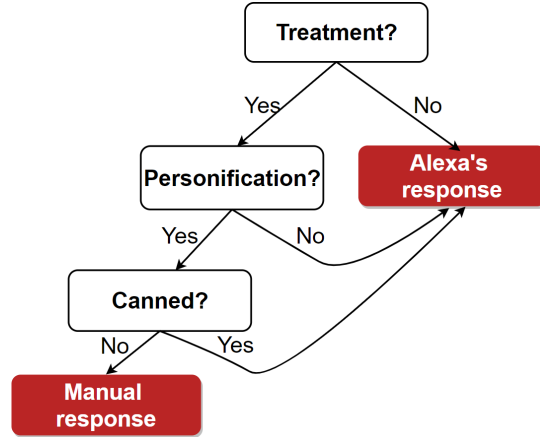 Treatment?
Yes
No
Personification?
Alexa's
response
Yes
No
Canned?
No
Yes
Manual
response